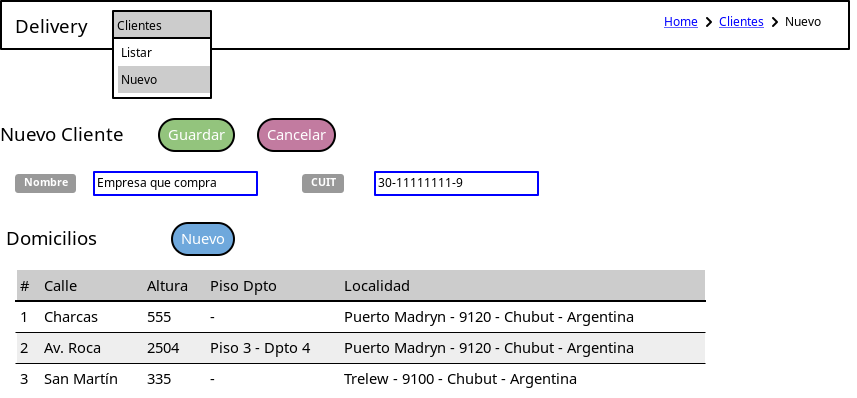 Delivery Clientes Home > Clientes > Nuevo
Listar
Nuevo
Nuevo Cliente Guardar Cancelar
Nombre Empresa que compra CUIT 30-11111111-9
Domicilios Nuevo
# Calle Altura Piso Dpto Localidad
1 Charcas 555 - Puerto Madryn - 9120 - Chubut - Argentina
2 Av. Roca 2504 Piso 3 - Dpto 4 Puerto Madryn - 9120 - Chubut - Argentina
3 San Martín 335 - Trelew - 9100 - Chubut - Argentina